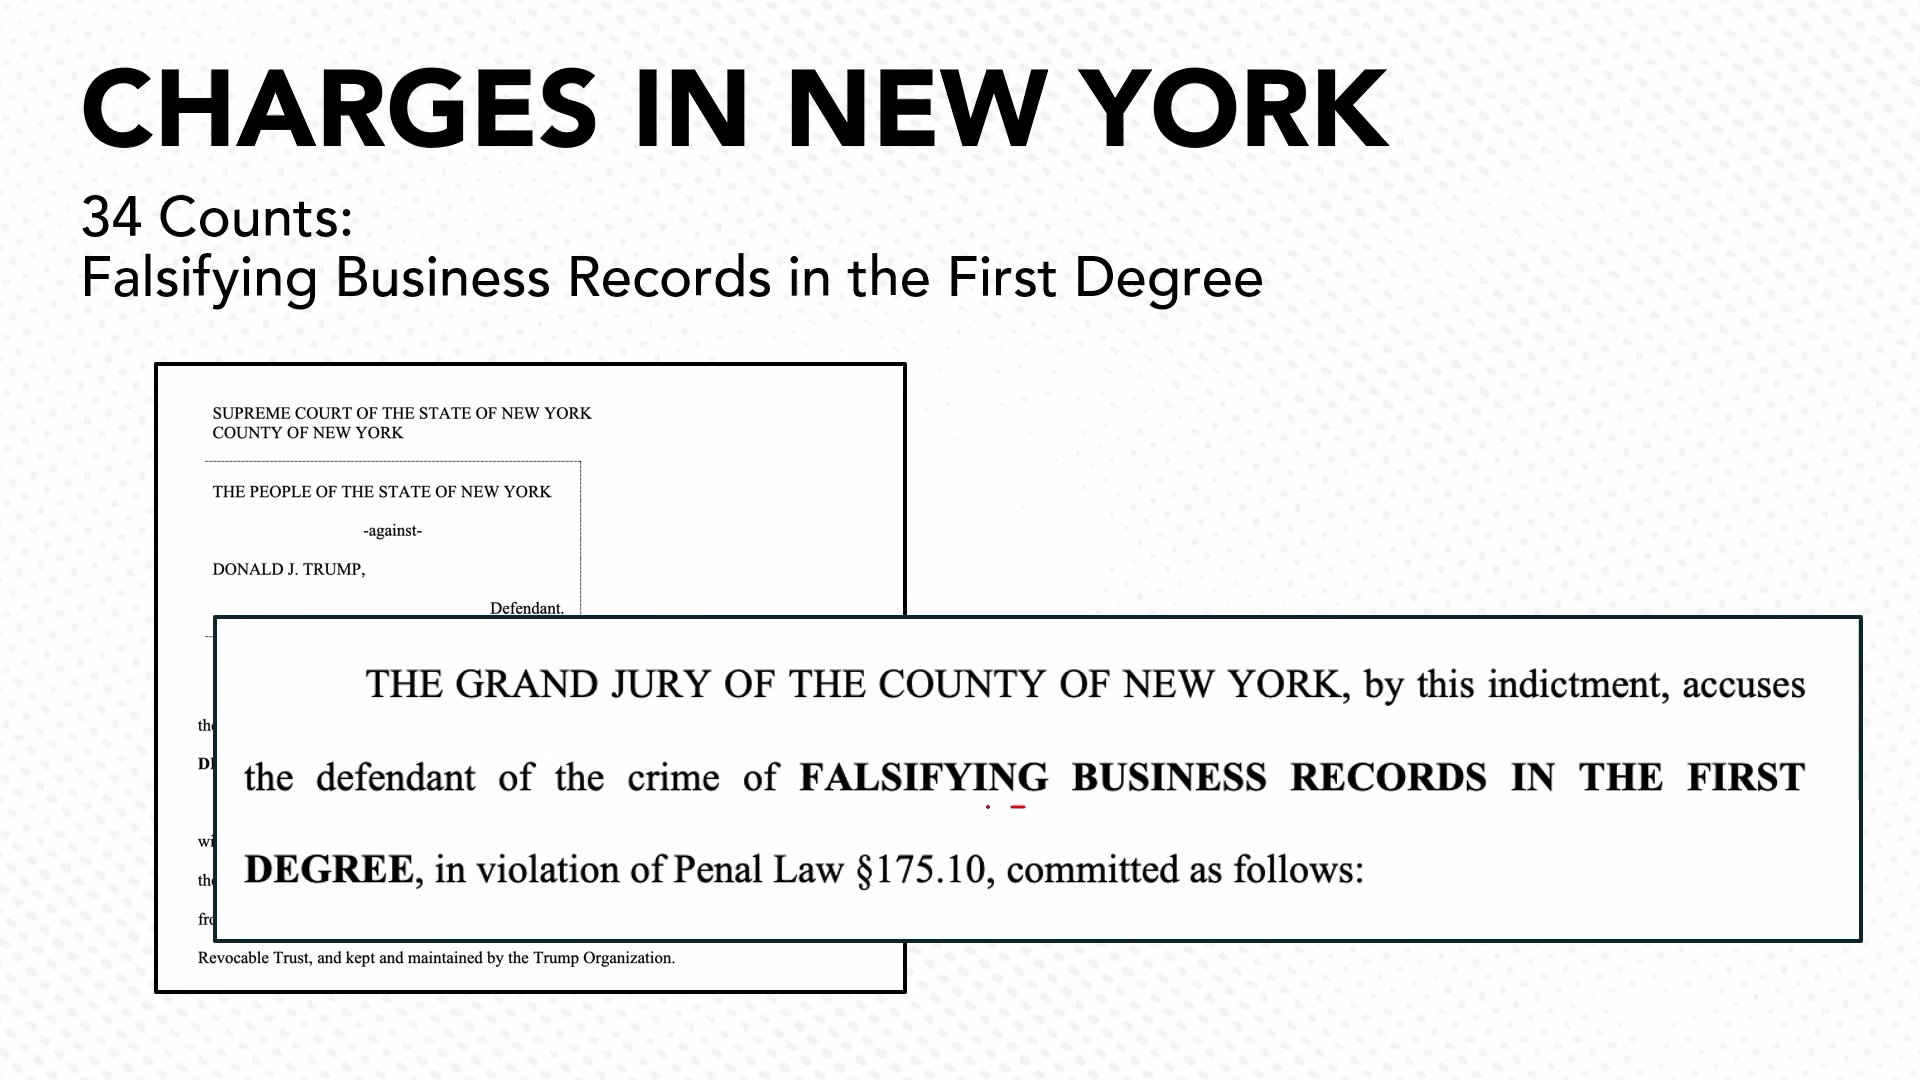 CHARGES IN NEW YORK
34 Counts:
Falsifying Business Records in the First Degree
SUPREME COURT OF THE STATE OF NEW YORK
COUNTY OF NEW YORK
THE PEOPLE OF THE STATE OF NEW YORK
-against-
DONALD J. TRUMP,
Defendant.
THE GRAND JURY OF THE COUNTY OF NEW YORK, by this indictment, accuses
the defendant of the crime of FALSIFYING BUSINESS RECORDS IN THE FIRST
DEGREE, in violation of Penal Law §175.10, committed as follows:
Revocable Trust, and kept and maintained by the Trump Organization.